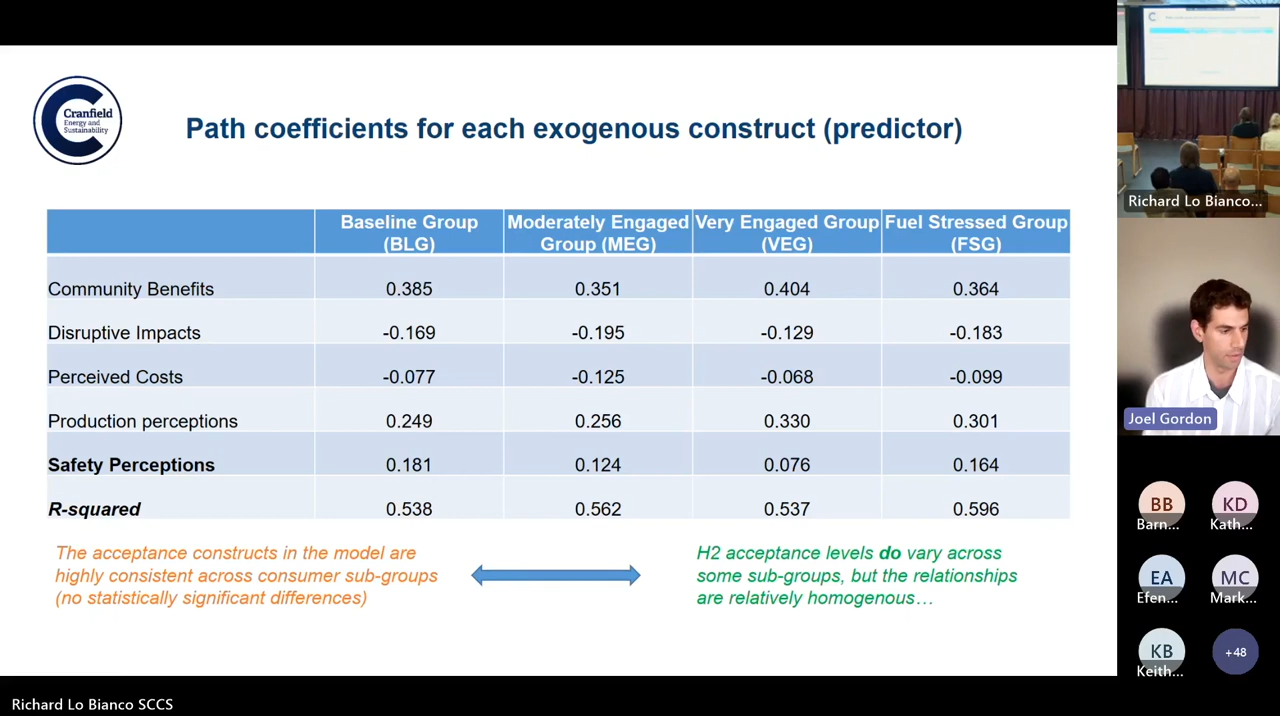 Cranfield
Energy and
Sustainability
Path coefficients for each exogenous construct (predictor)
Baseline Group (BLG) Moderately Engaged Group (MEG) Very Engaged Group (VEG) Fuel Stressed Group (FSG)
Community Benefits 0.385 0.351 0.404 0.364
Disruptive Impacts -0.169 -0.195 -0.129 -0.183
Perceived Costs -0.077 -0.125 -0.068 -0.099
Production perceptions 0.249 0.256 0.330 0.301
Safety Perceptions 0.181 0.124 0.076 0.164
R-squared 0.538 0.562 0.537 0.596
The acceptance constructs in the model are
highly consistent across consumer sub-groups
(no statistically significant differences)
H2 acceptance levels do vary across
some sub-groups, but the relationships
are relatively homogenous…
Richard Lo Bianco...
Joel Gordon
BB
Barn...
KD
Kath...
EA
Efen...
MC
Mark...
KB
Keith...
+48
Richard Lo Bianco SCCS